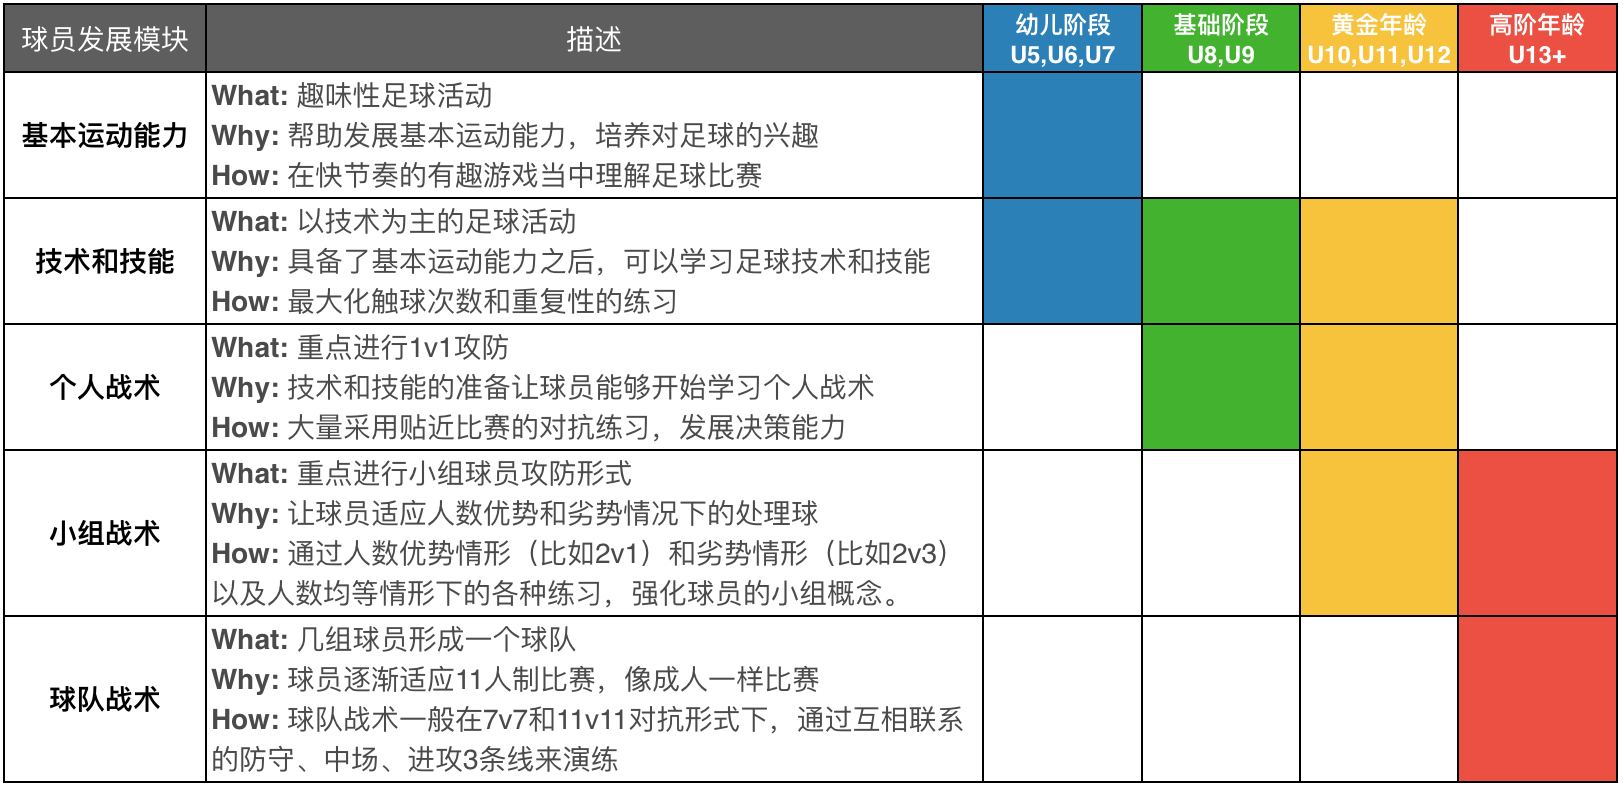 球员发展模块
描述
幼儿阶段
U5,U6,U7
基础阶段
U8,U9
黄金年龄
U10,U11,U12
高阶年龄
U13+
基本运动能力
What: 趣味性足球活动
Why: 帮助发展基本运动能力，培养对足球的兴趣
How: 在快节奏的有趣游戏当中理解足球比赛
技术和技能
What: 以技术为主的足球活动
Why: 具备了基本运动能力之后，可以学习足球技术和技能
How: 最大化触球次数和重复性的练习
个人战术
What: 重点进行1v1攻防
Why: 技术和技能的准备让球员能够开始学习个人战术
How: 大量采用贴近比赛的对抗练习，发展决策能力
小组战术
What: 重点进行小组球员攻防形式
Why: 让球员适应人数优势和劣势情况下的处理球
How: 通过人数优势情形（比如2v1）和劣势情形（比如2v3）
以及人数均等情形下的各种练习，强化球员的小组概念。
球队战术
What: 几组球员形成一个球队
Why: 球员逐渐适应11人制比赛，像成人一样比赛
How: 球队战术一般在7v7和11v11对抗形式下，通过互相联系
的防守、中场、进攻3条线来演练